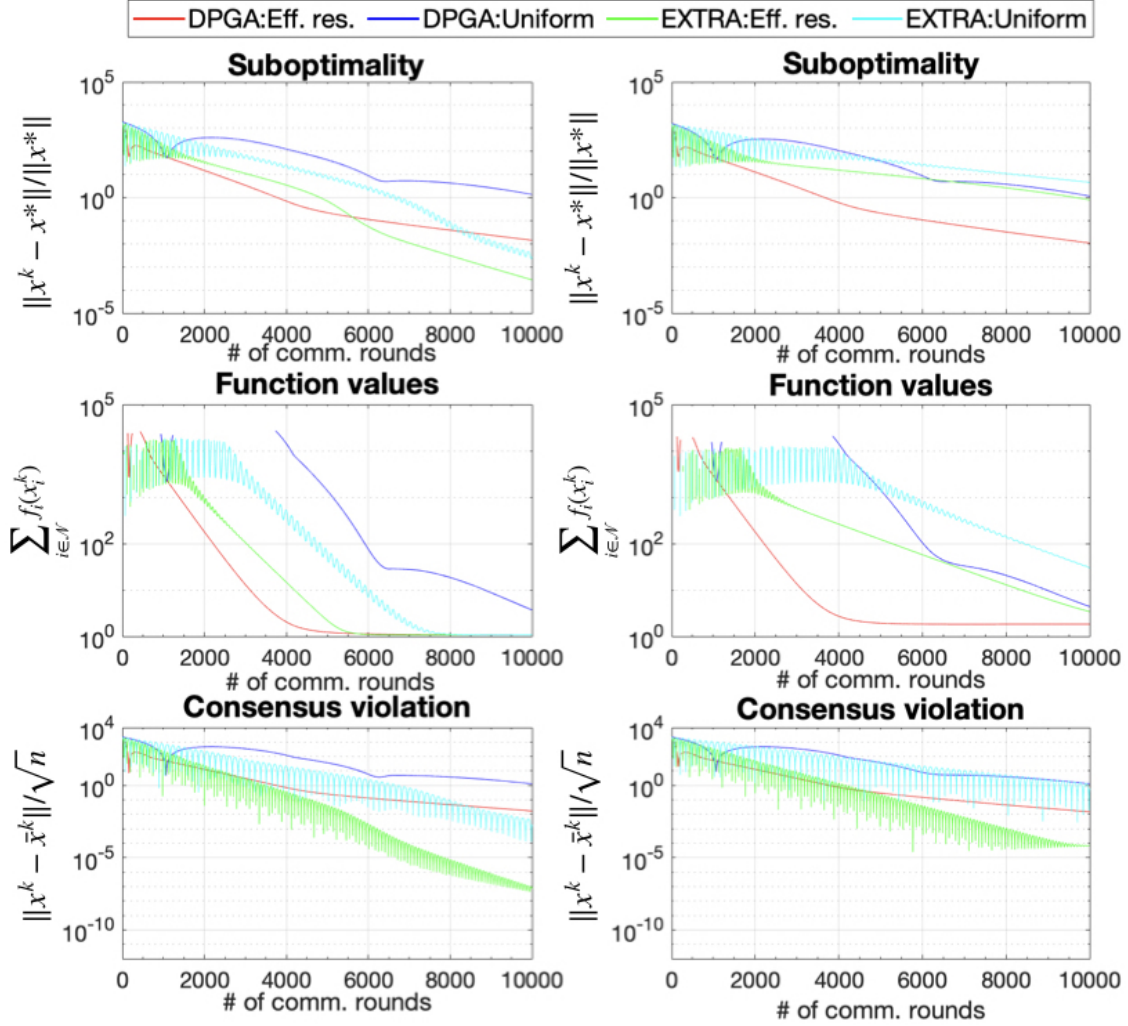 DPGA:Eff. res. DPGA:Uniform EXTRA:Eff. res. EXTRA:Uniform
Suboptimality
‖x^k − x*‖/‖x*‖
10^5
10^0
10^-5
0 2000 4000 6000 8000 10000
# of comm. rounds
Suboptimality
‖x^k − x*‖/‖x*‖
10^5
10^0
10^-5
0 2000 4000 6000 8000 10000
# of comm. rounds
Function values
∑_{i∈𝒩} f_i(x_i^k)
10^5
10^2
10^0
0 2000 4000 6000 8000 10000
# of comm. rounds
Function values
∑_{i∈𝒩} f_i(x_i^k)
10^5
10^2
10^0
0 2000 4000 6000 8000 10000
# of comm. rounds
Consensus violation
‖x^k − x̄^k‖/√n
10^4
10^0
10^-5
10^-10
0 2000 4000 6000 8000 10000
# of comm. rounds
Consensus violation
‖x^k − x̄^k‖/√n
10^4
10^0
10^-5
10^-10
0 2000 4000 6000 8000 10000
# of comm. rounds